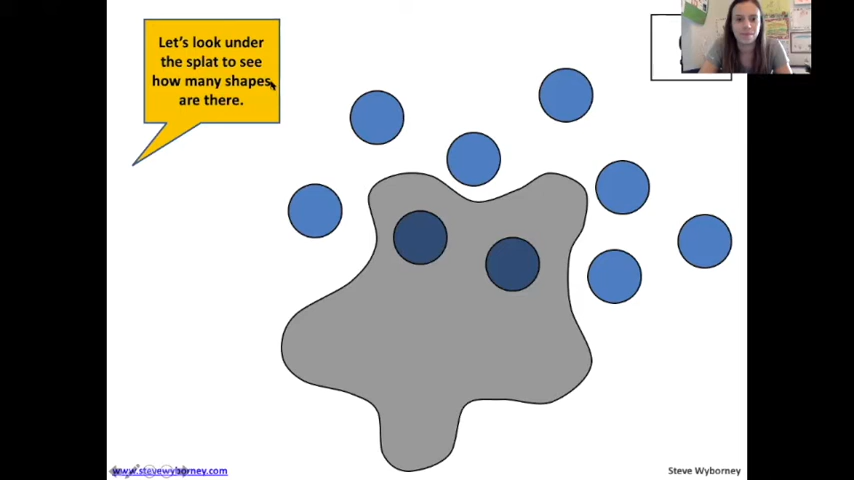 Let's look under
the splat to see
how many shapes
are there.
www.stevewyborney.com
Steve Wyborney